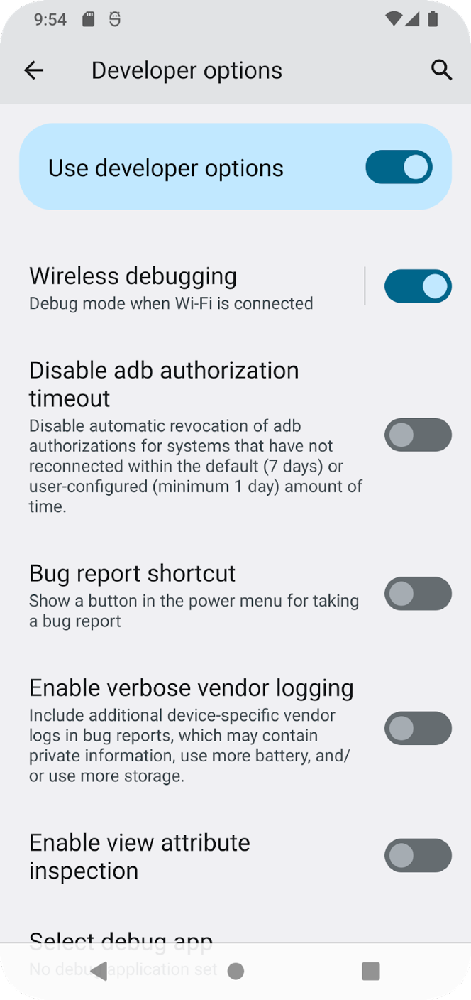 9:54
Developer options
Use developer options
Wireless debugging
Debug mode when Wi-Fi is connected
Disable adb authorization
timeout
Disable automatic revocation of adb
authorizations for systems that have not
reconnected within the default (7 days) or
user-configured (minimum 1 day) amount of
time.
Bug report shortcut
Show a button in the power menu for taking
a bug report
Enable verbose vendor logging
Include additional device-specific vendor
logs in bug reports, which may contain
private information, use more battery, and/
or use more storage.
Enable view attribute
inspection
Select debug app
No debug application set